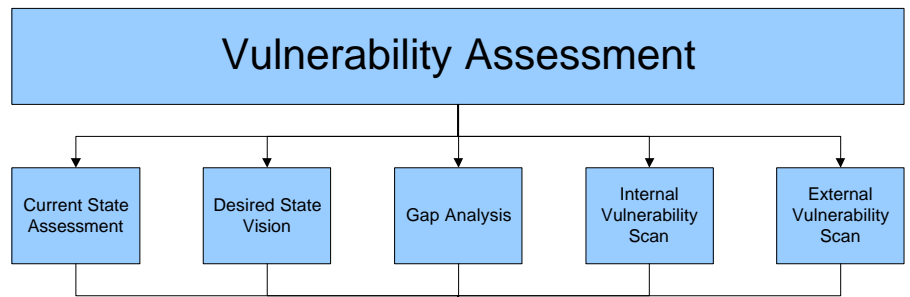 Vulnerability Assessment
Current State
Assessment
Desired State
Vision
Gap Analysis
Internal
Vulnerability
Scan
External
Vulnerability
Scan